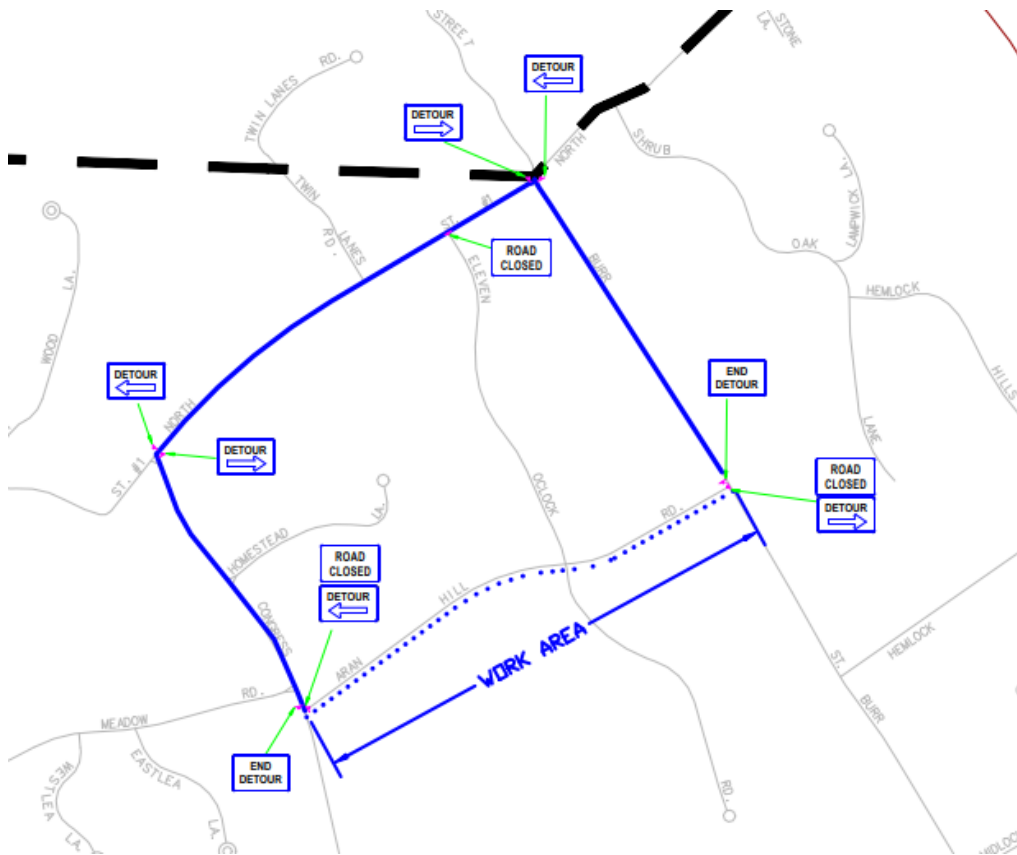 STREET
STONE
LA.
TWIN LANES RD.
DETOUR
DETOUR
NORTH
SHRUB
LAMPWICK LA.
TWIN
LANES
RD.
ST. #1
ROAD
CLOSED
ELEVEN
BURR
OAK
HEMLOCK
WOOD
LA.
HILLS
DETOUR
NORTH
END
DETOUR
LANE
DETOUR
ST. #1
ROAD
CLOSED
DETOUR
LA.
OCLOCK
RD.
HOMESTEAD
ROAD
CLOSED
DETOUR
HILL
CONGRESS
WORK AREA
ARAN
HEMLOCK
ST.
RD.
MEADOW
BURR
END
DETOUR
WESTLEA
EASTLEA
RD.
LA.
LA.